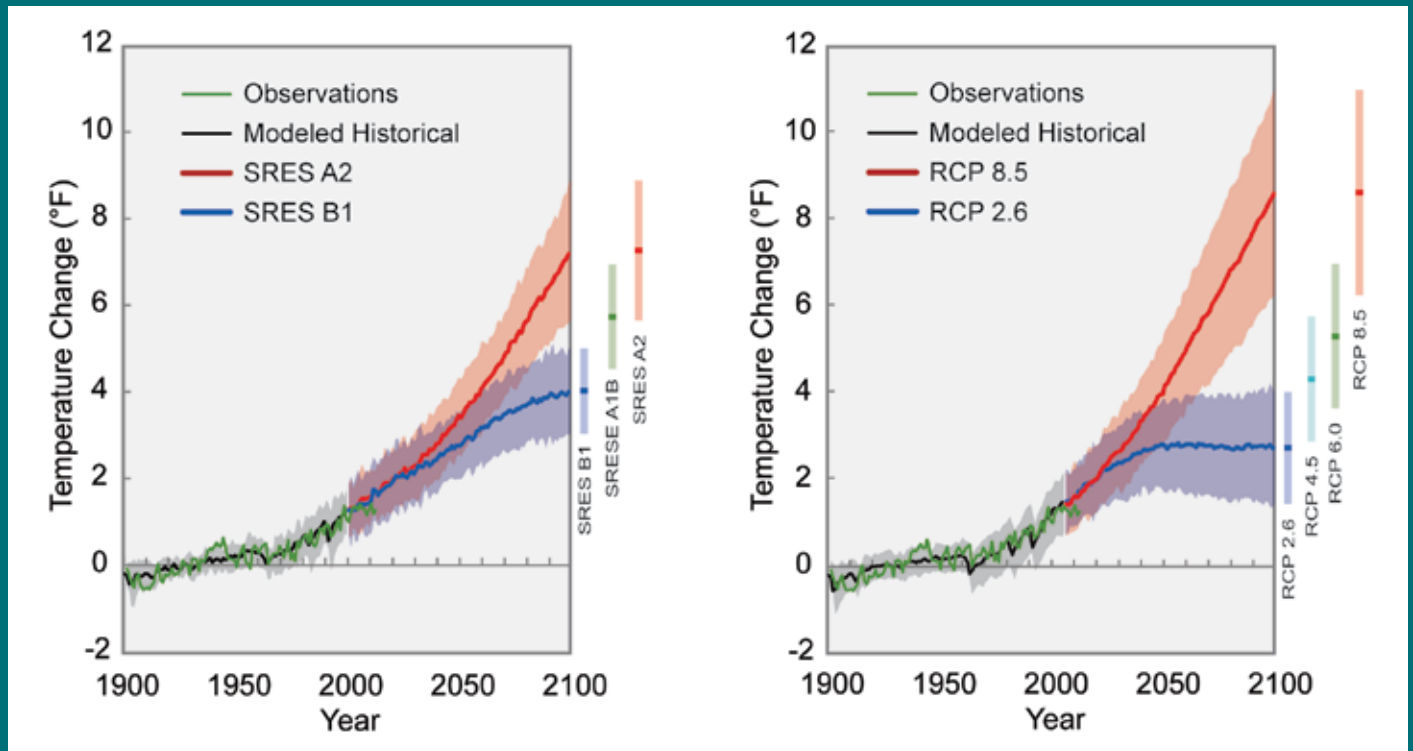 12
10
8
6
4
2
0
-2
Temperature Change (°F)
Observations
Modeled Historical
SRES A2
SRES B1
1900 1950 2000 2050 2100
Year
SRES B1
SRESE A1B
SRES A2
12
10
8
6
4
2
0
-2
Temperature Change (°F)
Observations
Modeled Historical
RCP 8.5
RCP 2.6
1900 1950 2000 2050 2100
Year
RCP 2.6
RCP 4.5
RCP 6.0
RCP 8.5